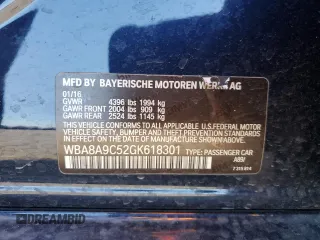 MFD BY BAYERISCHE MOTOREN WERKE AG
01/16
GVWR 4396 lbs 1994 kg
GAWR FRONT 2004 lbs 909 kg
GAWR REAR 2524 lbs 1145 kg
THIS VEHICLE CONFORMS TO ALL APPLICABLE U.S. FEDERAL MOTOR
VEHICLE SAFETY, BUMPER, AND THEFT PREVENTION STANDARDS IN
EFFECT ON THE DATE OF MANUFACTURE SHOWN ABOVE.
WBA8A9C52GK618301 TYPE: PASSENGER CAR
A89/
DREAMBID